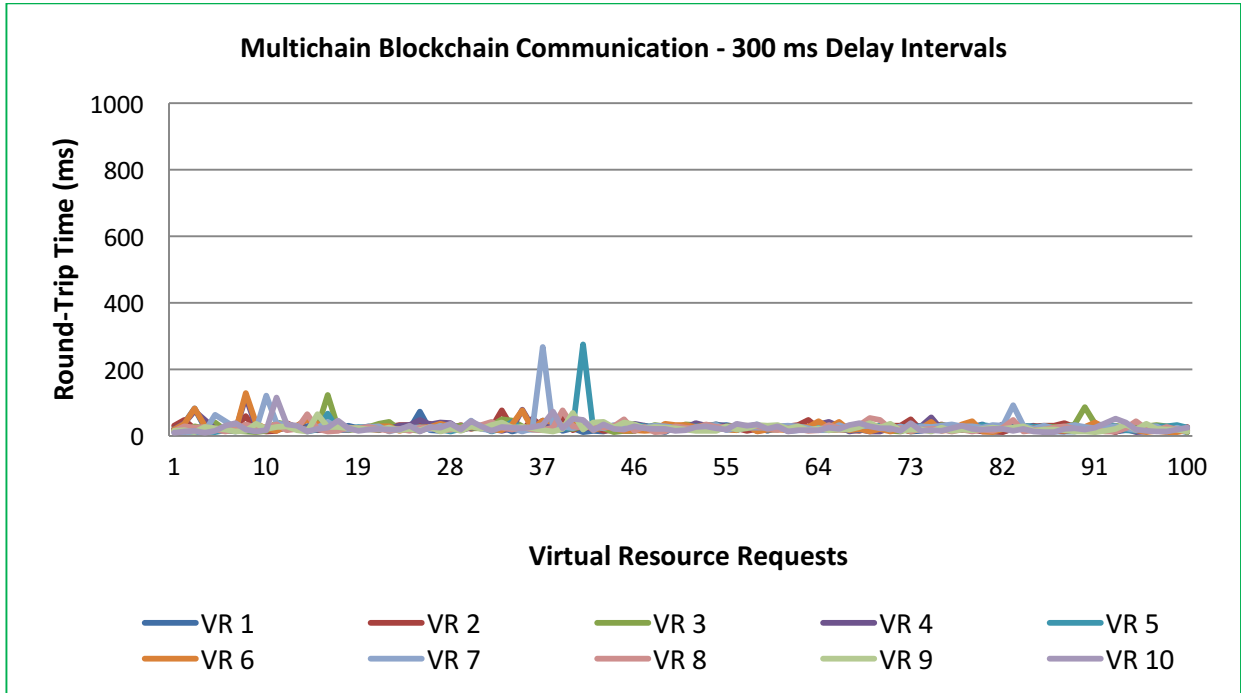 Multichain Blockchain Communication - 300 ms Delay Intervals
Round-Trip Time (ms)
1000
800
600
400
200
0
1 10 19 28 37 46 55 64 73 82 91 100
Virtual Resource Requests
VR 1 VR 2 VR 3 VR 4 VR 5
VR 6 VR 7 VR 8 VR 9 VR 10